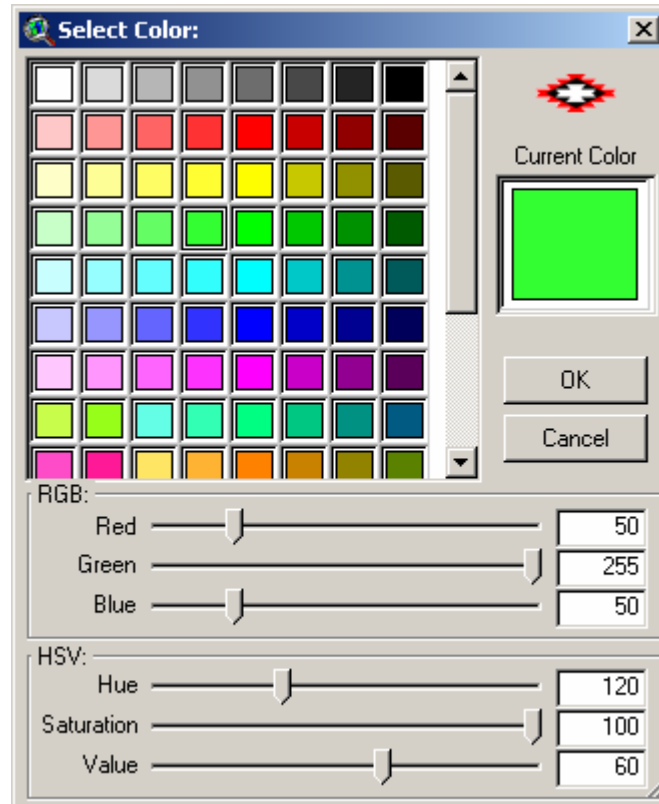 Select Color:
Current Color
OK
Cancel
RGB:
Red 50
Green 255
Blue 50
HSV:
Hue 120
Saturation 100
Value 60